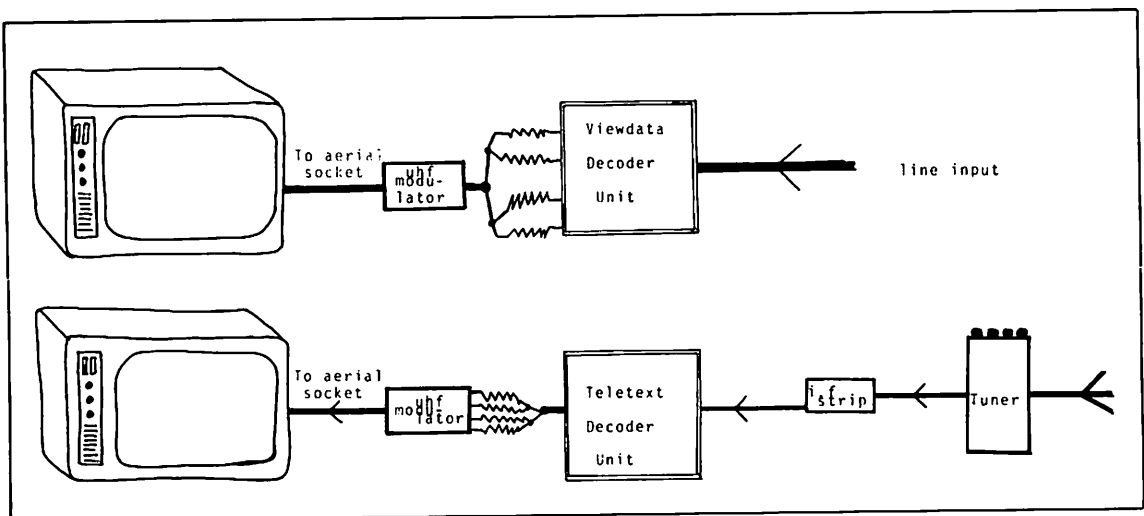 To aerial
socket
uhf
modu-
lator
Viewdata
Decoder
Unit
line input
To aerial
socket
uhf
modu-
lator
Teletext
Decoder
Unit
i f
strip
Tuner